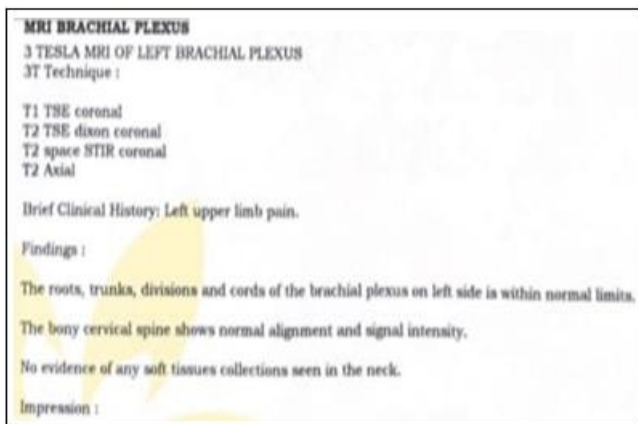 MRI BRACHIAL PLEXUS
3 TESLA MRI OF LEFT BRACHIAL PLEXUS
3T Technique :
T1 TSE coronal
T2 TSE dixon coronal
T2 space STIR coronal
T2 Axial
Brief Clinical History: Left upper limb pain.
Findings :
The roots, trunks, divisions and cords of the brachial plexus on left side is within normal limits.
The bony cervical spine shows normal alignment and signal intensity.
No evidence of any soft tissues collections seen in the neck.
Impression :